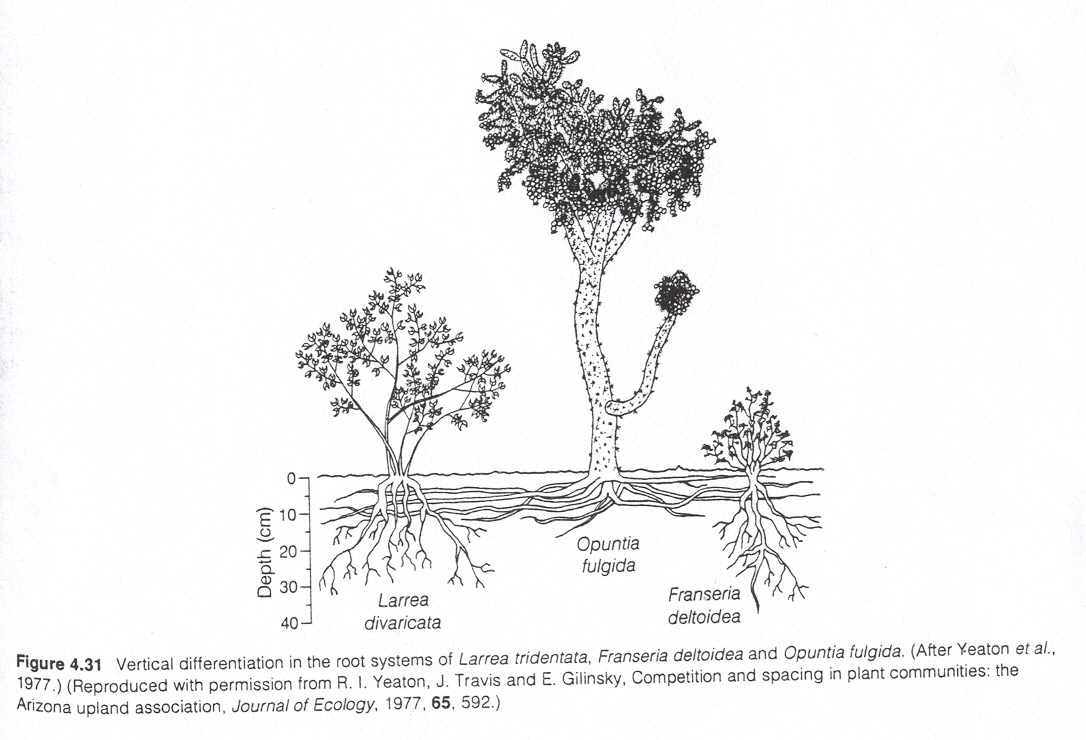 0
10
20
30
40
Depth (cm)
Larrea
divaricata
Opuntia
fulgida
Franseria
deltoidea
Figure 4.31 Vertical differentiation in the root systems of Larrea tridentata, Franseria deltoidea and Opuntia fulgida. (After Yeaton et al.,
1977.) (Reproduced with permission from R. I. Yeaton, J. Travis and E. Gilinsky, Competition and spacing in plant communities: the
Arizona upland association, Journal of Ecology, 1977, 65, 592.)